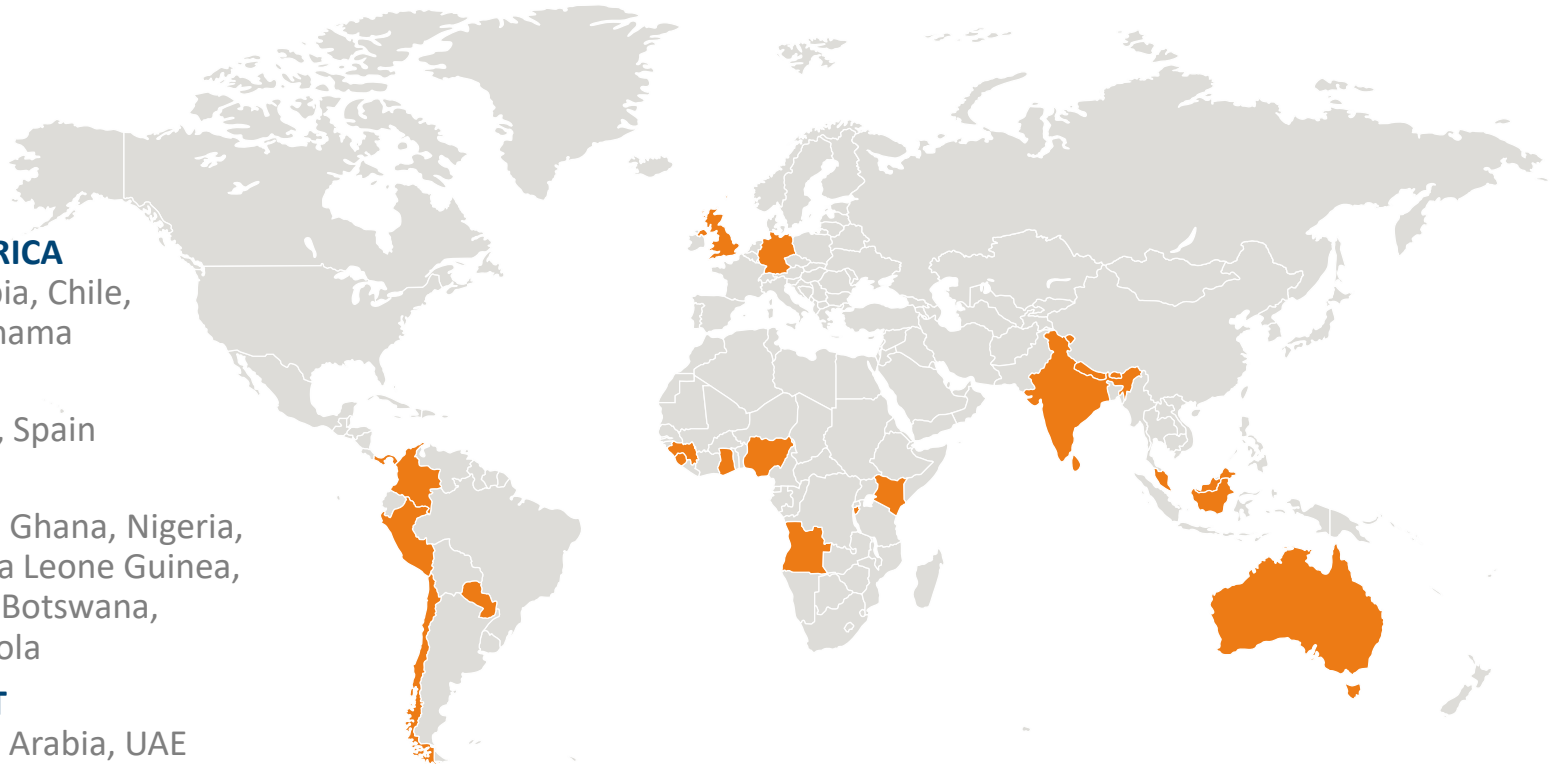 RICA
bia, Chile,
nama
, Spain
Ghana, Nigeria,
a Leone Guinea,
Botswana,
ola
T
Arabia, UAE